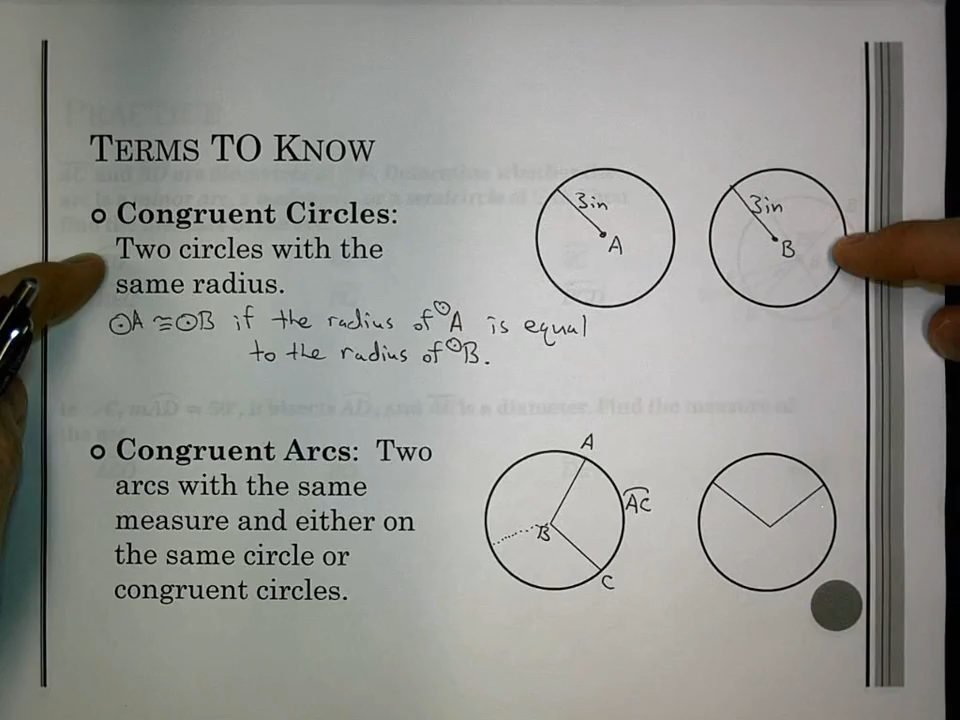 TERMS TO KNOW
Congruent Circles:
Two circles with the
same radius.
3in
A
3in
B
⊙A ≅ ⊙B if the radius of ⊙A is equal
to the radius of ⊙B.
Congruent Arcs: Two
arcs with the same
measure and either on
the same circle or
congruent circles.
A
B
C
A͡C